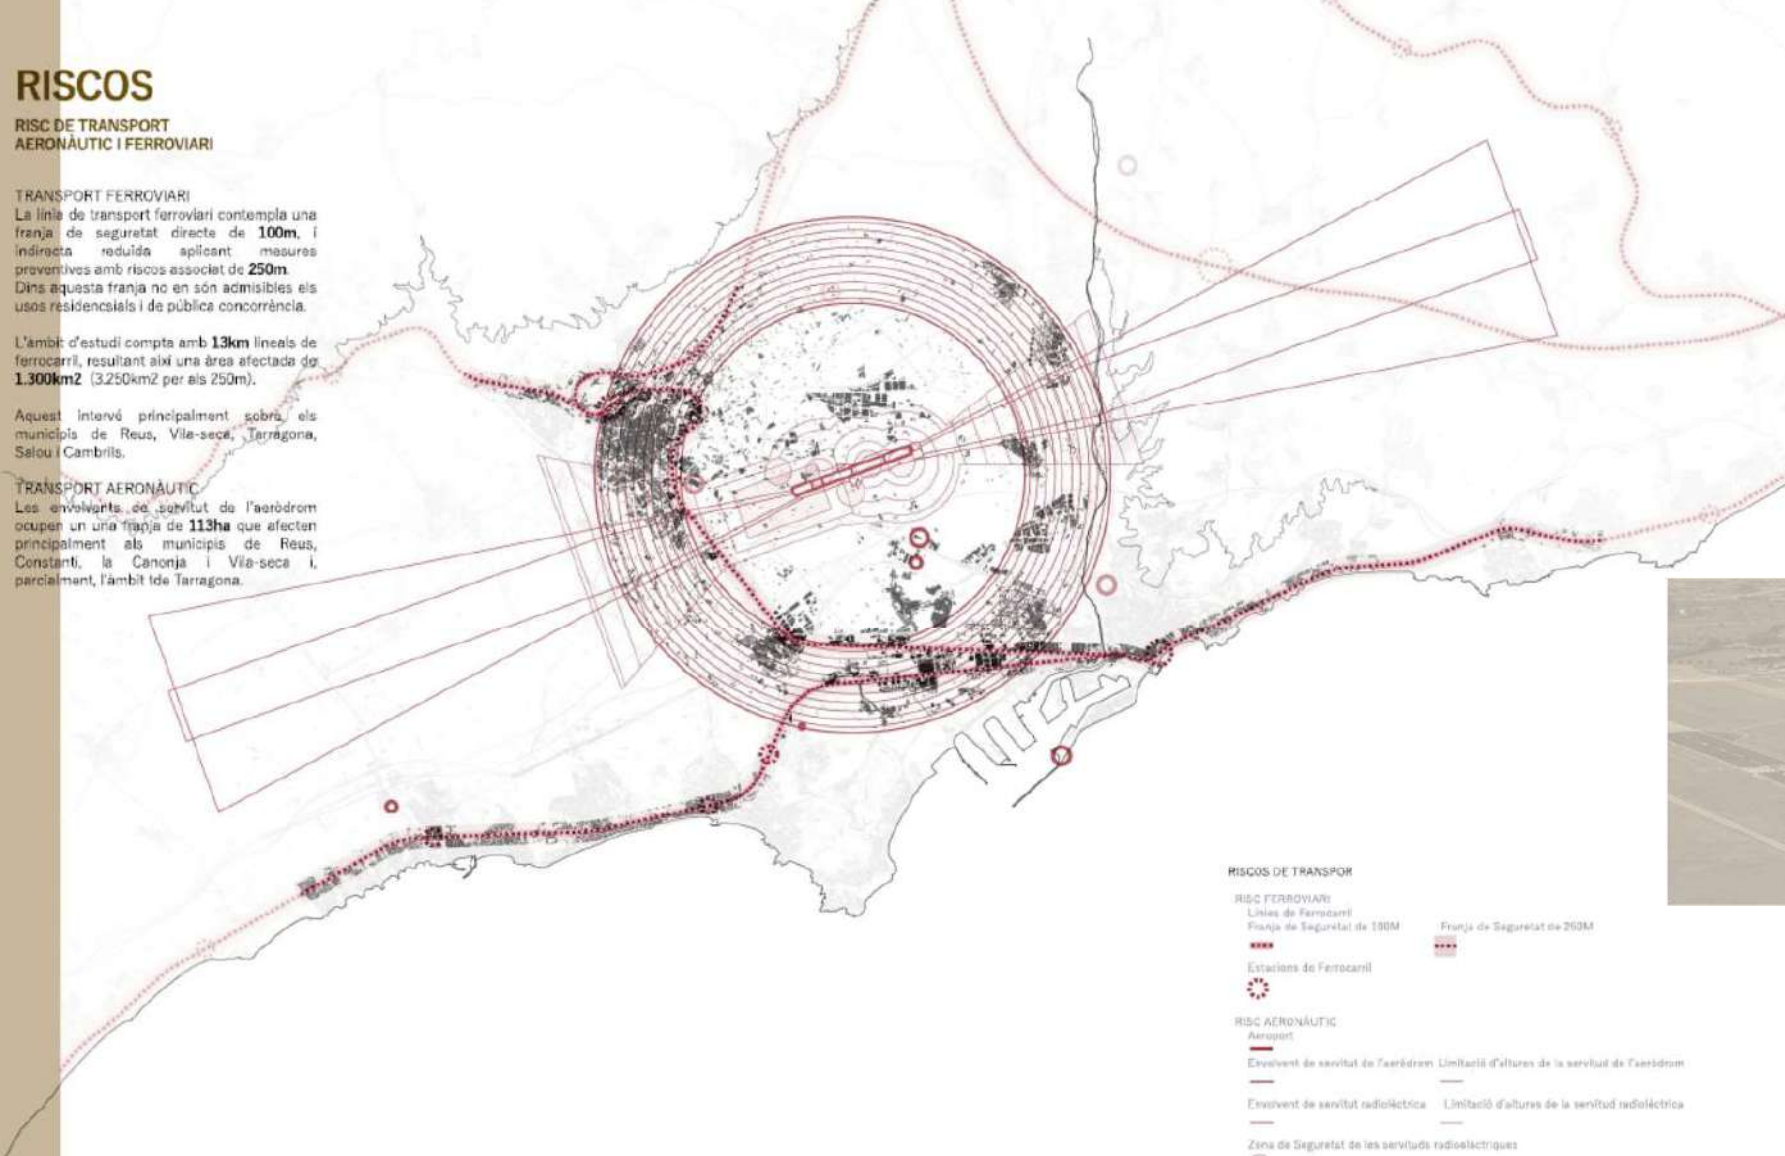 RISCOS
RISC DE TRANSPORT
AERONÀUTIC I FERROVIARI
TRANSPORT FERROVIARI
La línia de transport ferroviari contempla una
franja de seguretat directe de 100m, i
indirecta reduïda aplicant mesures
preventives amb riscos associat de 250m.
Dins aquesta franja no en són admisibles els
usos residencsials i de pública concorrència.
L'àmbit d'estudi compta amb 13km lineals de
ferrocarril, resultant així una àrea afectada de
1.300km2 (3.250km2 per als 250m).
Aquest intervé principalment sobre els
municipis de Reus, Vila-seca, Tarragona,
Salou i Cambrils.
TRANSPORT AERONÀUTIC
Les envolvents de servitut de l'aeròdrom
ocupen un una franja de 113ha que afecten
principalment als municipis de Reus,
Constantí, la Canonja i Vila-seca i,
parcialment, l'àmbit tde Tarragona.
RISCOS DE TRANSPOR
RISC FERROVIARI
Línies de Ferrocarril
Franja de Seguretat de 100M Franja de Seguretat de 250M
Estacions de Ferrocarril
RISC AERONÀUTIC
Aeroport
Envolvent de servitut de l'aeròdrom Limitació d'altures de la servitud de l'aeròdrom
Envolvent de servitut radioléctrica Limitació d'altures de la servitud radioléctrica
Zona de Seguretat de les servituds radioelèctriques